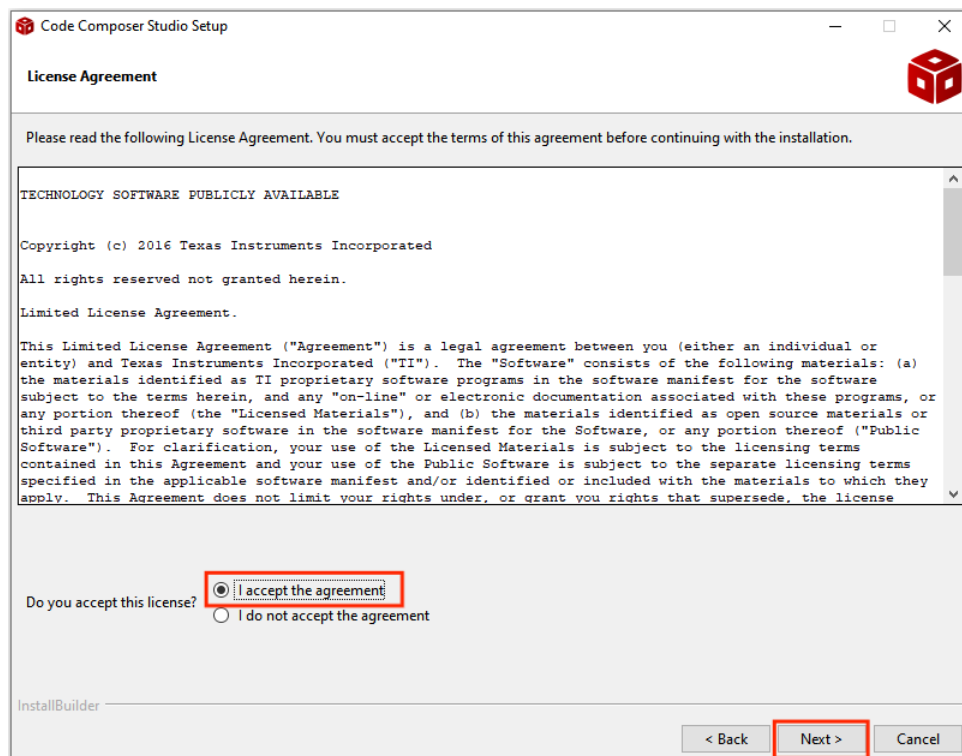 Code Composer Studio Setup
License Agreement
Please read the following License Agreement. You must accept the terms of this agreement before continuing with the installation.
TECHNOLOGY SOFTWARE PUBLICLY AVAILABLE
Copyright (c) 2016 Texas Instruments Incorporated
All rights reserved not granted herein.
Limited License Agreement.
This Limited License Agreement ("Agreement") is a legal agreement between you (either an individual or
entity) and Texas Instruments Incorporated ("TI").  The "Software" consists of the following materials: (a)
the materials identified as TI proprietary software programs in the software manifest for the software
subject to the terms herein, and any "on-line" or electronic documentation associated with these programs, or
any portion thereof (the "Licensed Materials"), and (b) the materials identified as open source materials or
third party proprietary software in the software manifest for the Software, or any portion thereof ("Public
Software").  For clarification, your use of the Licensed Materials is subject to the licensing terms
contained in this Agreement and your use of the Public Software is subject to the separate licensing terms
specified in the applicable software manifest and/or identified or included with the materials to which they
apply.  This Agreement does not limit your rights under, or grant you rights that supersede, the license
Do you accept this license?
I accept the agreement
I do not accept the agreement
InstallBuilder
< Back
Next >
Cancel